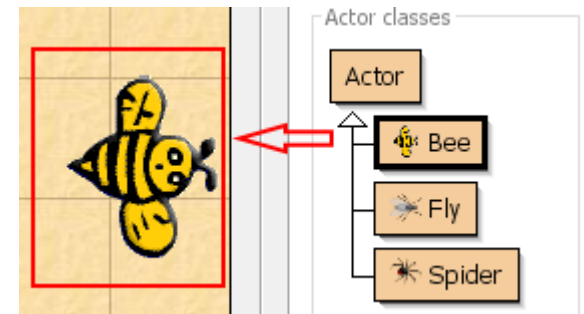 Actor classes
Actor
Bee
Fly
Spider